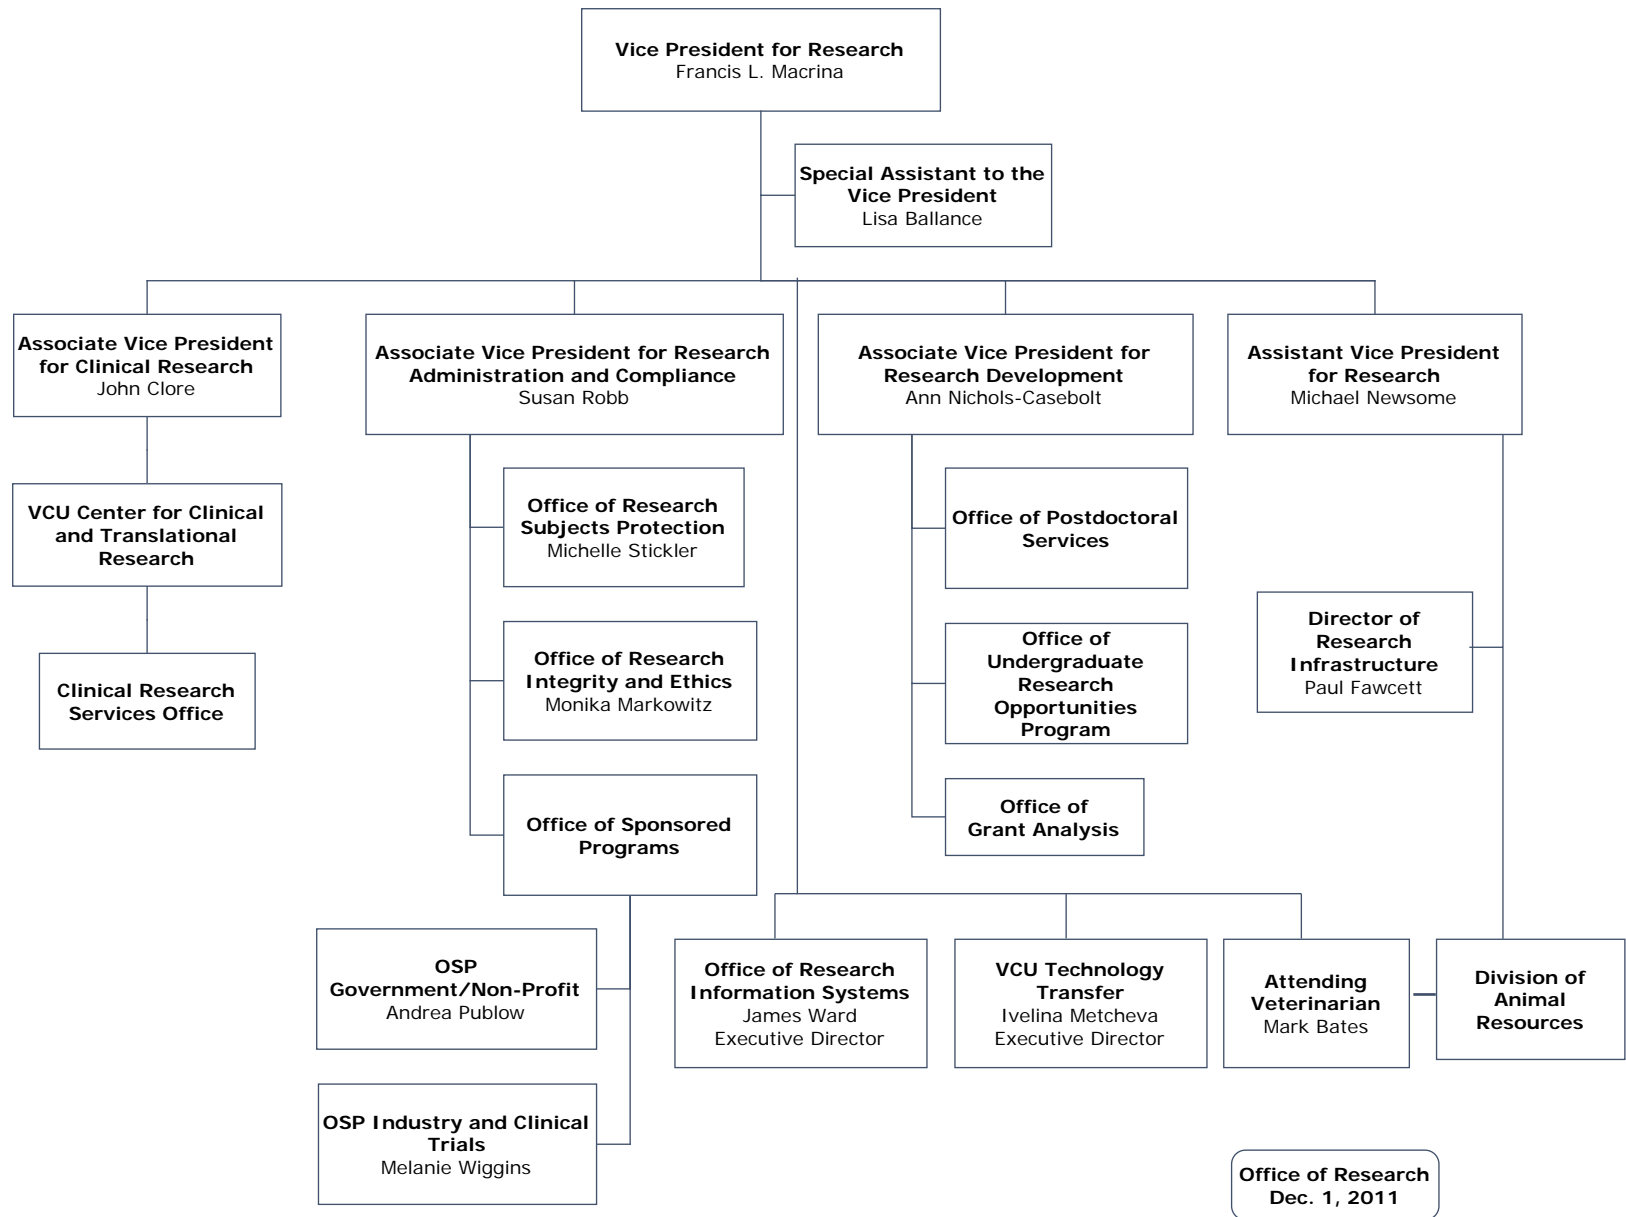 Vice President for Research
Francis L. Macrina
Special Assistant to the
Vice President
Lisa Ballance
Associate Vice President
for Clinical Research
John Clore
Associate Vice President for Research
Administration and Compliance
Susan Robb
Associate Vice President for
Research Development
Ann Nichols-Casebolt
Assistant Vice President
for Research
Michael Newsome
VCU Center for Clinical
and Translational
Research
Clinical Research
Services Office
Office of Research
Subjects Protection
Michelle Stickler
Office of Research
Integrity and Ethics
Monika Markowitz
Office of Sponsored
Programs
OSP
Government/Non-Profit
Andrea Publow
OSP Industry and Clinical
Trials
Melanie Wiggins
Office of Postdoctoral
Services
Office of
Undergraduate
Research
Opportunities
Program
Office of
Grant Analysis
Director of
Research
Infrastructure
Paul Fawcett
Office of Research
Information Systems
James Ward
Executive Director
VCU Technology
Transfer
Ivelina Metcheva
Executive Director
Attending
Veterinarian
Mark Bates
Division of
Animal
Resources
Office of Research
Dec. 1, 2011